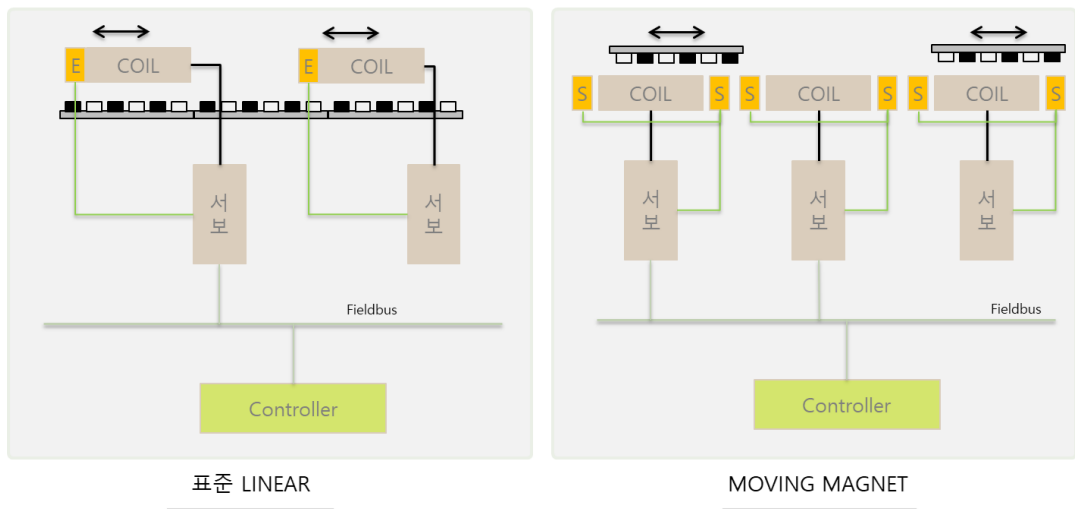 E COIL
E COIL
서보
서보
Fieldbus
Controller
표준 LINEAR
S COIL S
S COIL S
S COIL S
서보
서보
서보
Fieldbus
Controller
MOVING MAGNET